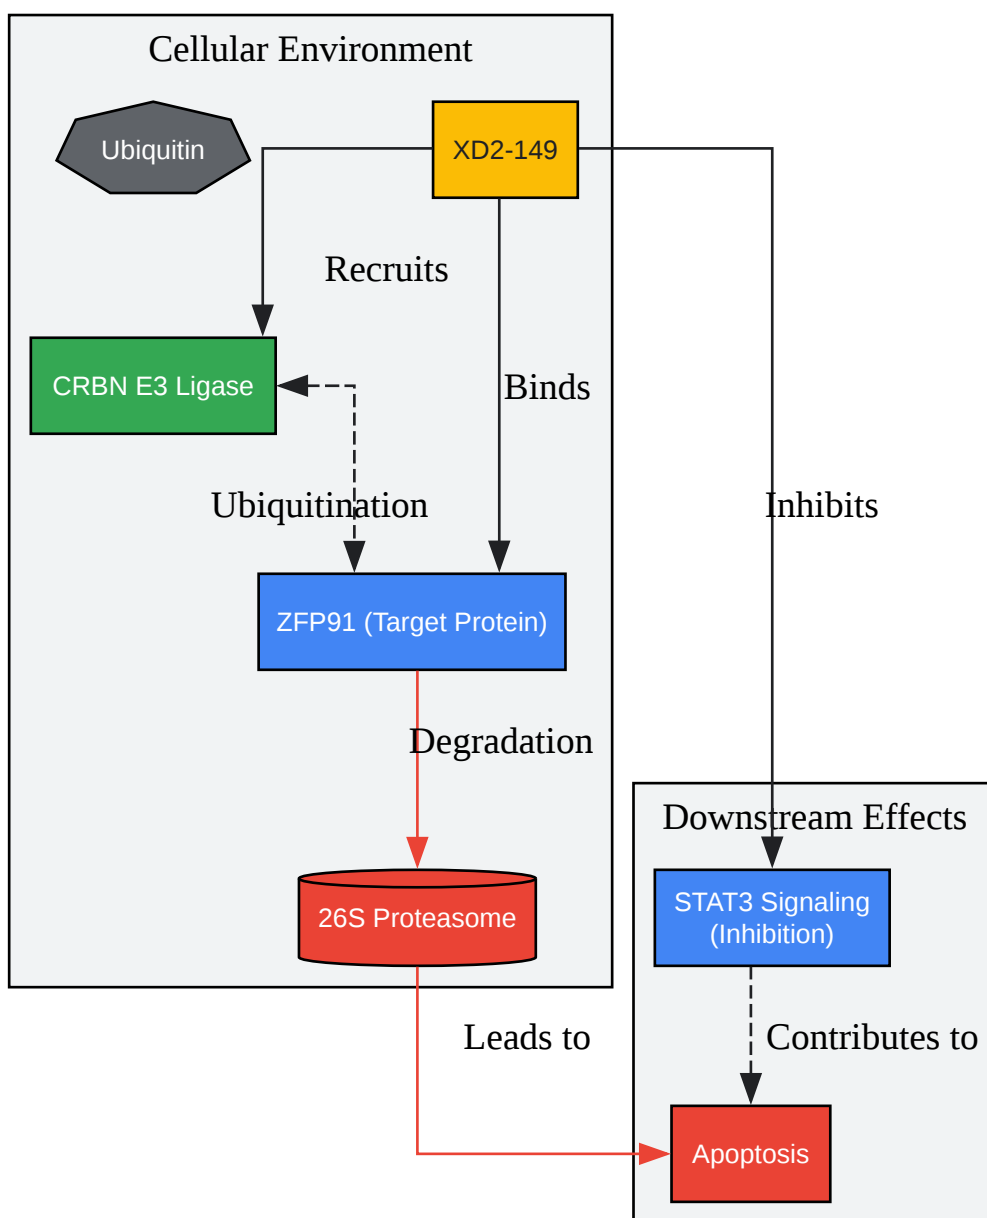 Cellular Environment
Ubiquitin
XD2-149
Recruits
CRBN E3 Ligase
Binds
Ubiquitination
Inhibits
ZFP91 (Target Protein)
Degradation
Downstream Effects
26S Proteasome
STAT3 Signaling
(Inhibition)
Leads to
Contributes to
Apoptosis